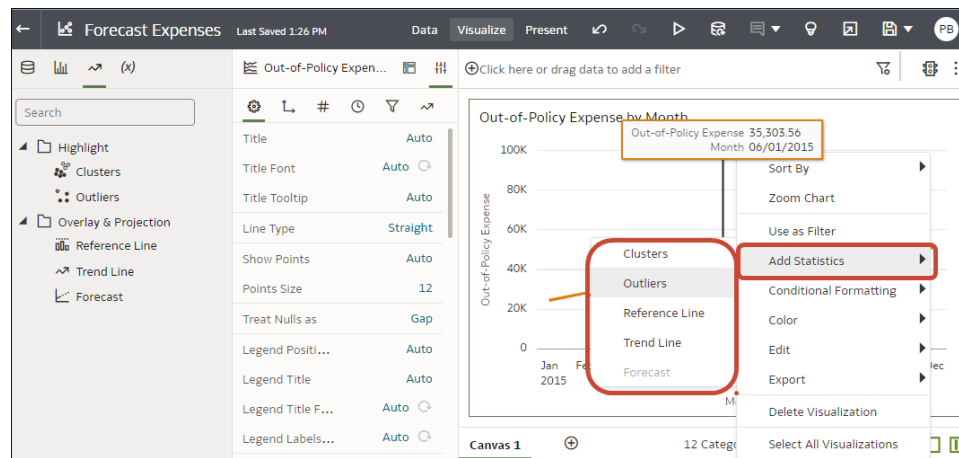 Forecast Expenses Last Saved 1:26 PM Data Visualize Present PB
(x) Out-of-Policy Expen... Click here or drag data to add a filter
Search
Highlight
Clusters
Outliers
Overlay & Projection
Reference Line
Trend Line
Forecast
#
Title Auto
Title Font Auto
Title Tooltip Auto
Line Type Straight
Show Points Auto
Points Size 12
Treat Nulls as Gap
Legend Positi... Auto
Legend Title Auto
Legend Title F... Auto
Legend Labels... Auto
Out-of-Policy Expense by Month
Out-of-Policy Expense 35,303.56
Month 06/01/2015
Out-of-Policy Expense
100K
80K
60K
40K
20K
0
Jan
2015
Clusters
Outliers
Reference Line
Trend Line
Forecast
Sort By
Zoom Chart
Use as Filter
Add Statistics
Conditional Formatting
Color
Edit
Export
Delete Visualization
Select All Visualizations
Canvas 1 12